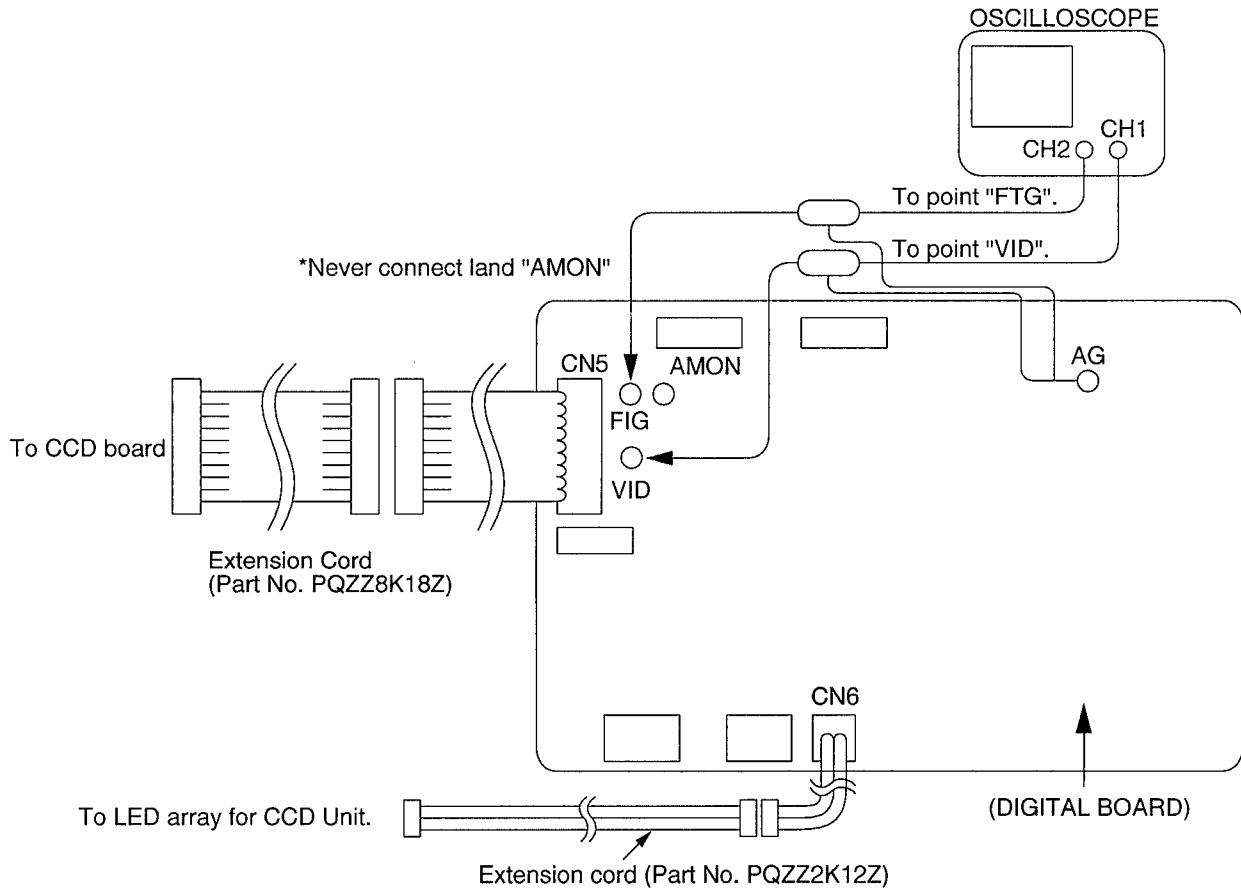 OSCILLOSCOPE
CH1
CH2
To point "FTG".
To point "VID".
*Never connect land "AMON"
CN5
AMON
AG
FIG
To CCD board
VID
Extension Cord
(Part No. PQZZ8K18Z)
CN6
To LED array for CCD Unit.
(DIGITAL BOARD)
Extension cord (Part No. PQZZ2K12Z)